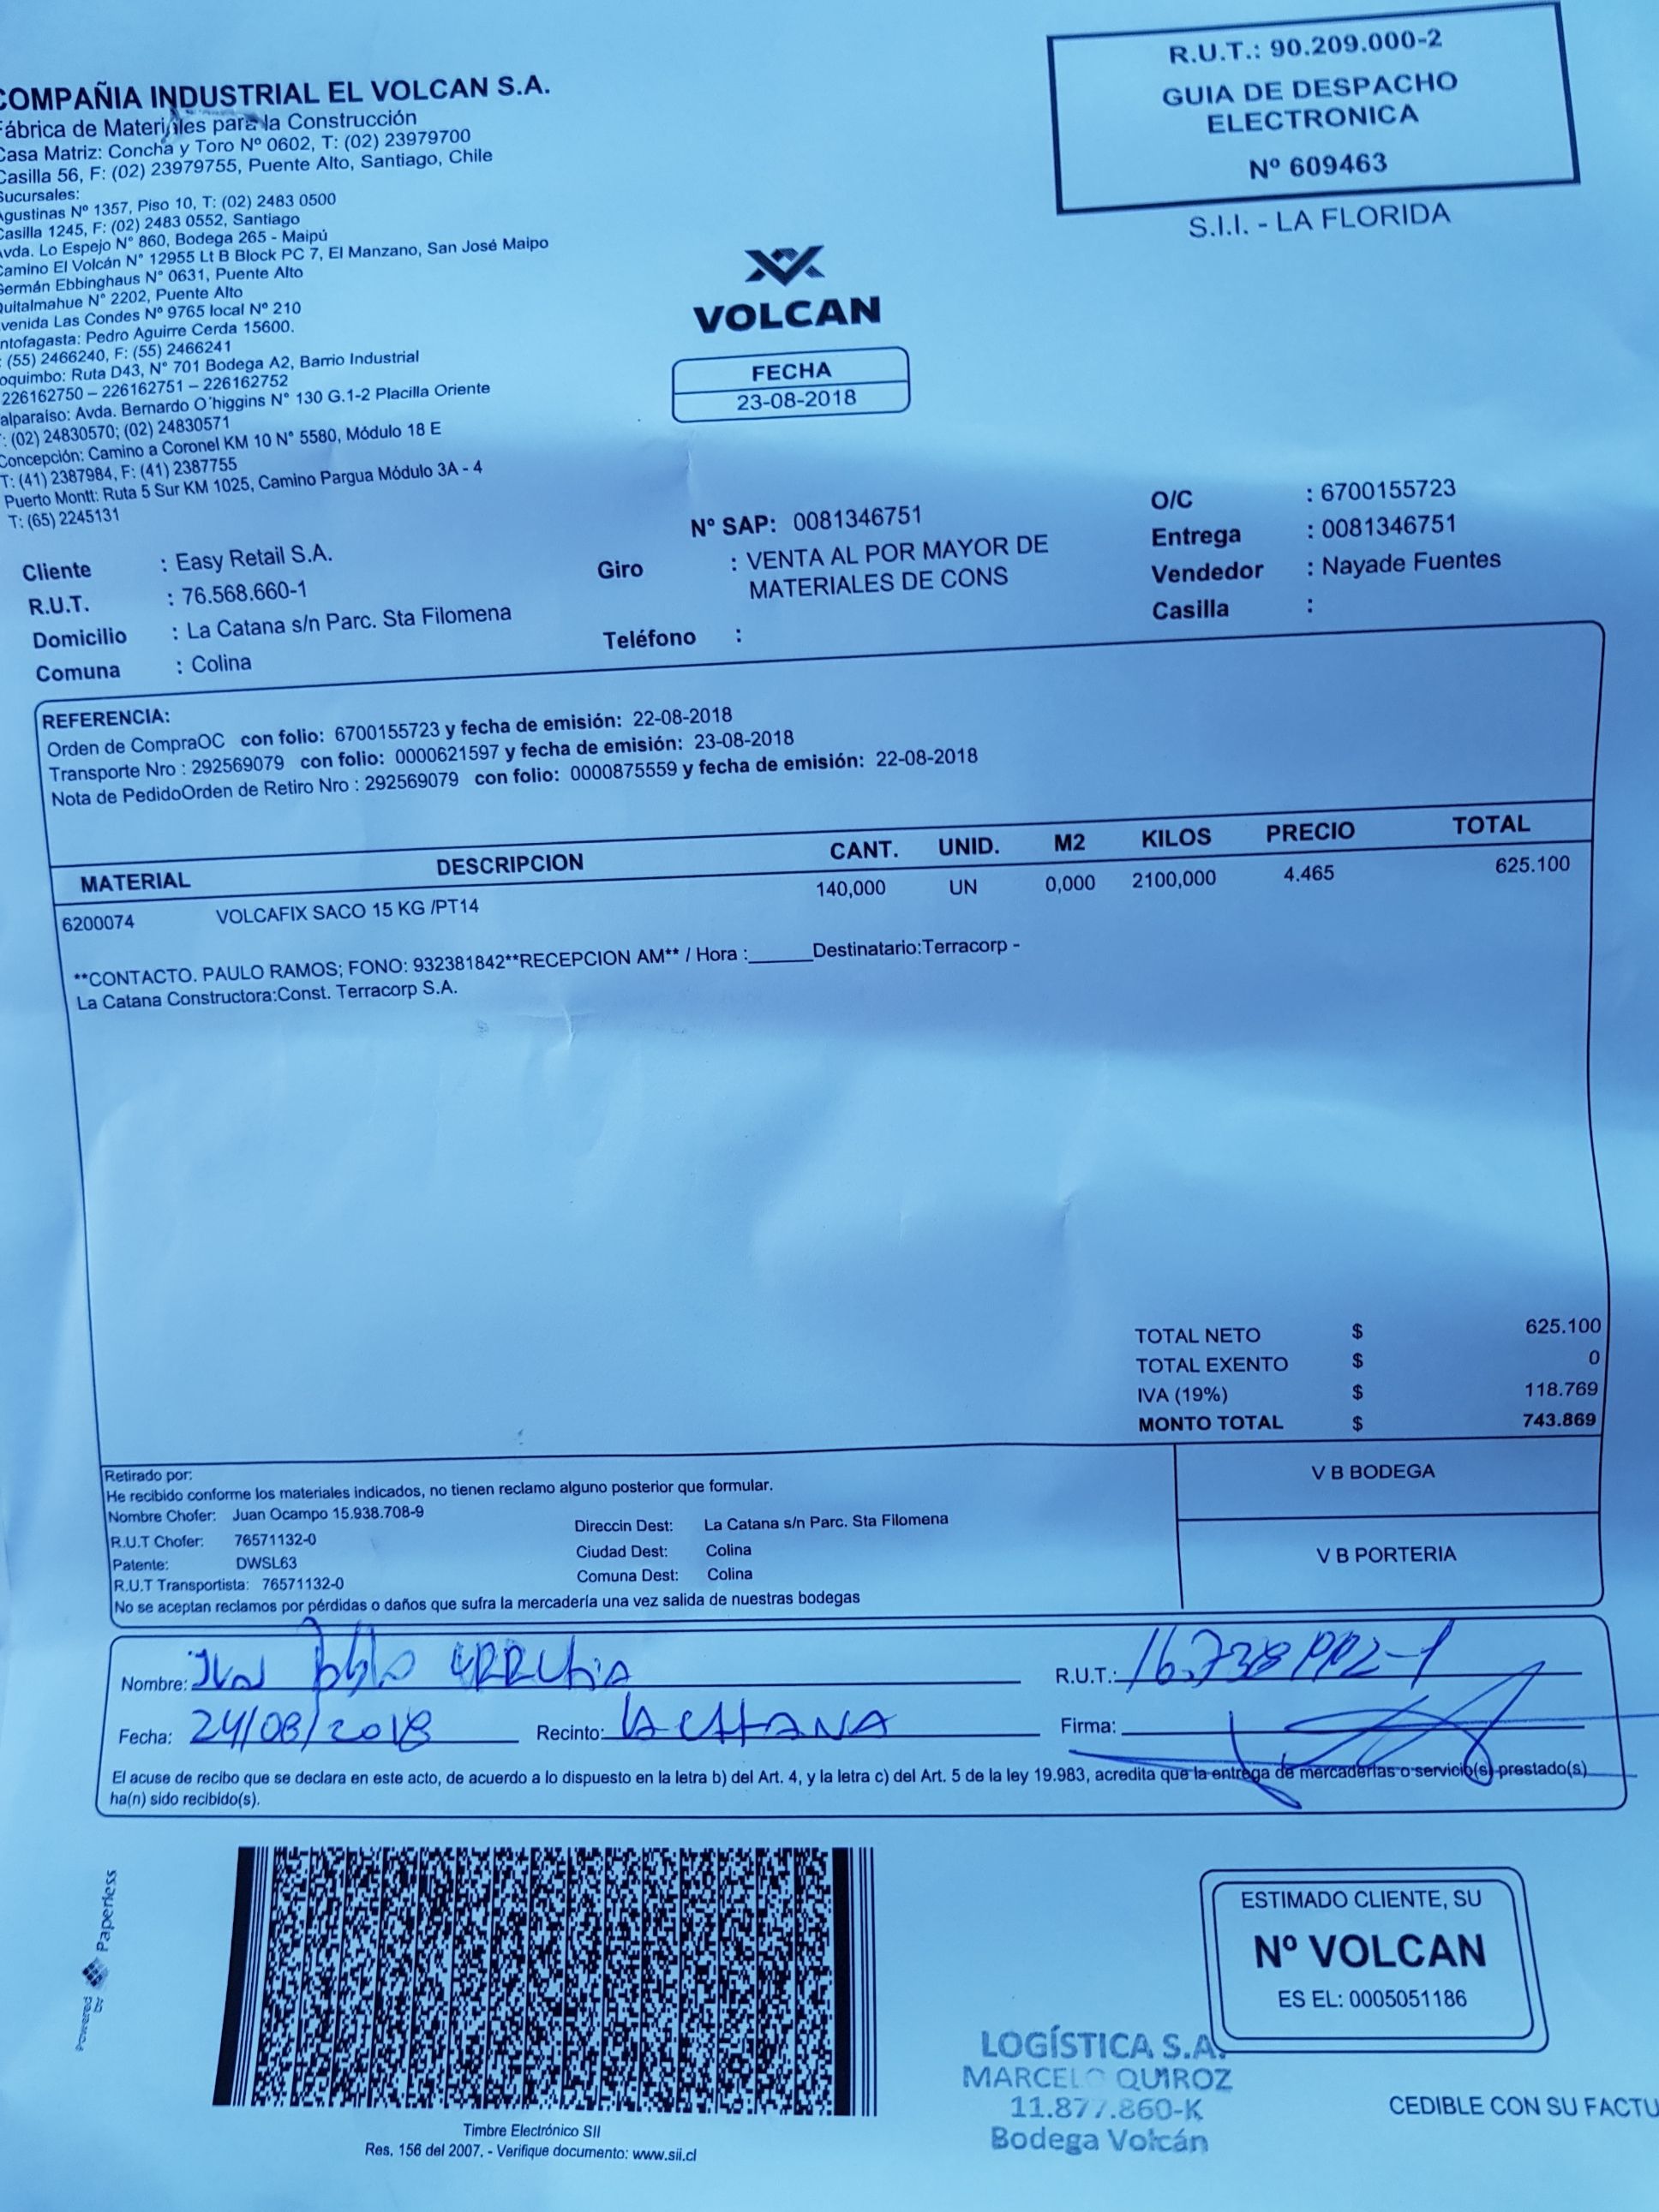 COMPAÑIA INDUSTRIAL EL VOLCAN S.A.
Fábrica de Materiales para la Construcción
Casa Matriz: Concha y Toro Nº 0602, T: (02) 23979700
Casilla 56, F: (02) 23979755, Puente Alto, Santiago, Chile
Sucursales:
Agustinas Nº 1357, Piso 10, T: (02) 2483 0500
Casilla 1245, F: (02) 2483 0552, Santiago
Avda. Lo Espejo N° 860, Bodega 265 - Maipú
Camino El Volcán N° 12955 Lt B Block PC 7, El Manzano, San José Maipo
Germán Ebbinghaus N° 0631, Puente Alto
Quitalmahue N° 2202, Puente Alto
Avenida Las Condes Nº 9765 local Nº 210
Antofagasta: Pedro Aguirre Cerda 15600.
: (55) 2466240, F: (55) 2466241
Coquimbo: Ruta D43, N° 701 Bodega A2, Barrio Industrial
226162750 – 226162751 – 226162752
Valparaiso: Avda. Bernardo O´higgins N° 130 G.1-2 Placilla Oriente
: (02) 24830570; (02) 24830571
Concepción: Camino a Coronel KM 10 N° 5580, Módulo 18 E
T: (41) 2387984, F: (41) 2387755
Puerto Montt: Ruta 5 Sur KM 1025, Camino Pargua Módulo 3A - 4
T: (65) 2245131
R.U.T.: 90.209.000-2
GUIA DE DESPACHO
ELECTRONICA
Nº 609463
S.I.I. - LA FLORIDA
VOLCAN
FECHA
23-08-2018
Nº SAP: 0081346751
O/C : 6700155723
Entrega : 0081346751
Vendedor : Nayade Fuentes
Casilla :
Cliente : Easy Retail S.A.
R.U.T. : 76.568.660-1
Domicilio : La Catana s/n Parc. Sta Filomena
Comuna : Colina
Giro : VENTA AL POR MAYOR DE
MATERIALES DE CONS
Teléfono :
REFERENCIA:
Orden de CompraOC con folio: 6700155723 y fecha de emisión: 22-08-2018
Transporte Nro : 292569079 con folio: 0000621597 y fecha de emisión: 23-08-2018
Nota de PedidoOrden de Retiro Nro : 292569079 con folio: 0000875559 y fecha de emisión: 22-08-2018
MATERIAL DESCRIPCION CANT. UNID. M2 KILOS PRECIO TOTAL
6200074 VOLCAFIX SACO 15 KG /PT14 140,000 UN 0,000 2100,000 4.465 625.100
**CONTACTO. PAULO RAMOS; FONO: 932381842**RECEPCION AM** / Hora :______Destinatario:Terracorp -
La Catana Constructora:Const. Terracorp S.A.
TOTAL NETO $ 625.100
TOTAL EXENTO $ 0
IVA (19%) $ 118.769
MONTO TOTAL $ 743.869
Retirado por:
He recibido conforme los materiales indicados, no tienen reclamo alguno posterior que formular.
Nombre Chofer: Juan Ocampo 15.938.708-9
R.U.T Chofer: 76571132-0
Patente: DWSL63
R.U.T Transportista: 76571132-0
Direccin Dest: La Catana s/n Parc. Sta Filomena
Ciudad Dest: Colina
Comuna Dest: Colina
No se aceptan reclamos por pérdidas o daños que sufra la mercadería una vez salida de nuestras bodegas
V B BODEGA
V B PORTERIA
Nombre: URRUtiA
R.U.T.:
Fecha: 24/08/2018 Recinto: Firma:
El acuse de recibo que se declara en este acto, de acuerdo a lo dispuesto en la letra b) del Art. 4, y la letra c) del Art. 5 de la ley 19.983, acredita que la entrega de mercaderías o servicio(s) prestado(s)
ha(n) sido recibido(s).
Powered by Paperless
Timbre Electrónico SII
Res. 156 del 2007. - Verifique documento: www.sii.cl
ESTIMADO CLIENTE, SU
Nº VOLCAN
ES EL: 0005051186
LOGÍSTICA S.A.
MARCELO QUIROZ
11.877.860-K
Bodega Volcán
CEDIBLE CON SU FACTU